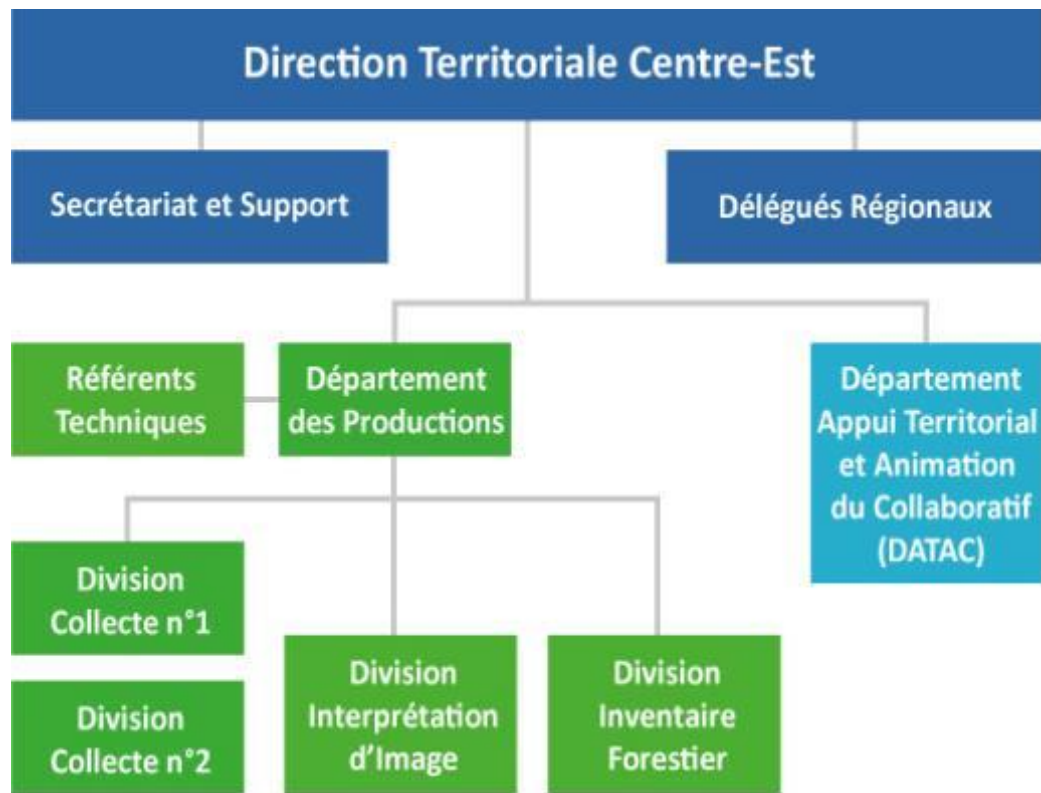 Direction Territoriale Centre-Est
Secrétariat et Support
Délégués Régionaux
Référents
Techniques
Département
des Productions
Département
Appui Territorial
et Animation
du Collaboratif
(DATAC)
Division
Collecte n°1
Division
Collecte n°2
Division
Interprétation
d'Image
Division
Inventaire
Forestier